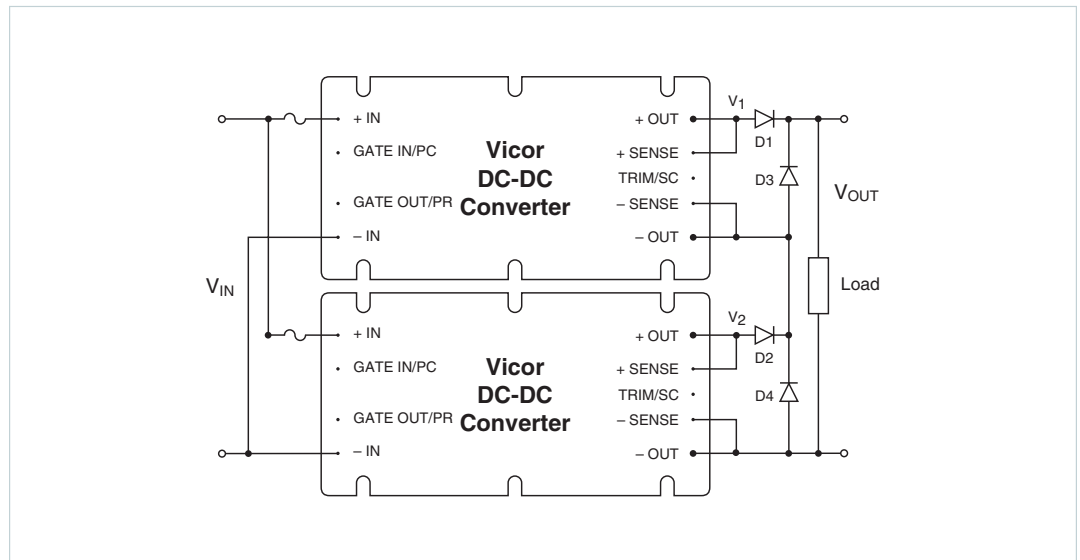 + IN
GATE IN/PC
GATE OUT/PR
– IN
Vicor
DC-DC
Converter
+ OUT
+ SENSE
TRIM/SC
– SENSE
– OUT
V1
D1
D3
VOUT
Load
VIN
+ IN
GATE IN/PC
GATE OUT/PR
– IN
Vicor
DC-DC
Converter
+ OUT
+ SENSE
TRIM/SC
– SENSE
– OUT
V2
D2
D4